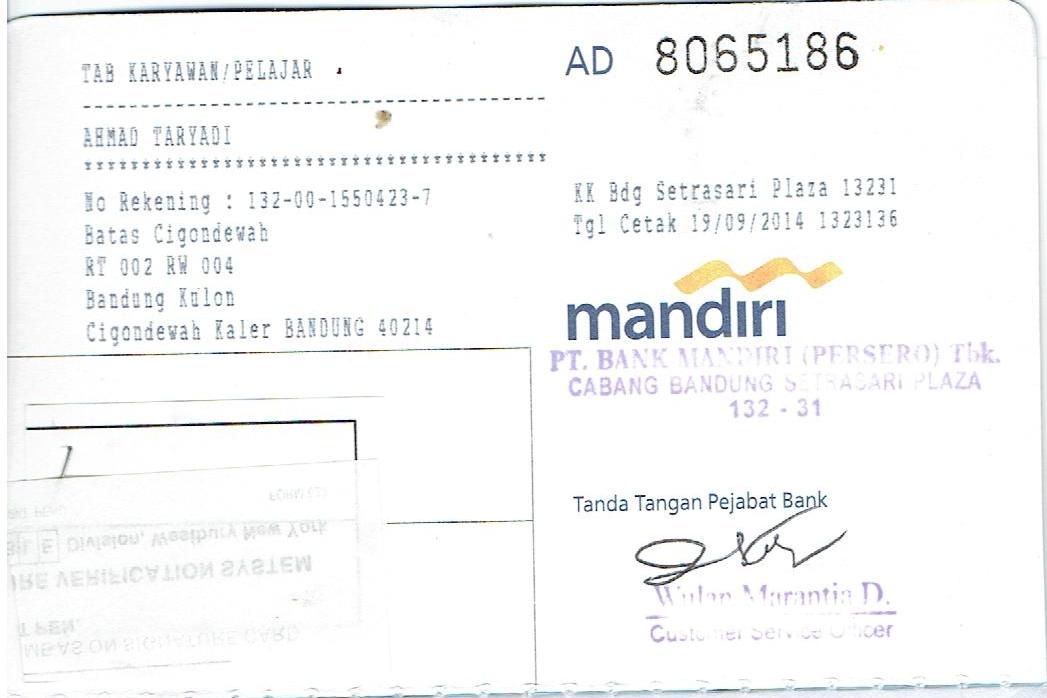 TAB KARYAWAN/PELAJAR
AHMAD TARYADI
No Rekening : 132-00-1550423-7
Batas Cigondewah
RT 002 RW 004
Bandung Kulon
Cigondewah Kaler BANDUNG 40214
AD 8065186
KK Bdg Setrasari Plaza 13231
Tgl Cetak 19/09/2014 1323136
mandiri
PT. BANK MANDIRI (PERSERO) Tbk.
CABANG BANDUNG SETRASARI PLAZA
132 - 31
Tanda Tangan Pejabat Bank
Wulan Marantia D.
Customer Service Officer
FORM
E Division, Westbury New York
URE VERIFICATION SYSTEM
T PEN.
AS ON SIGNATURE CARD